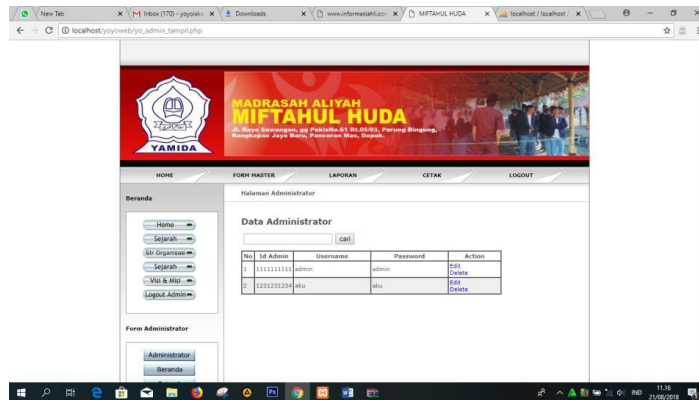 New Tab
M Inbox (170) - yoyoisko
Downloads
www.informasiahli.com
MIFTAHUL HUDA
localhost / localhost /
localhost/yoyoweb/yo_admin_tampil.php
YAMIDA
MADRASAH ALIYAH
MIFTAHUL HUDA
Jl. Raya Sawangan, gg PakisNo.61 Rt.05/03, Parung Bingung,
Rangkapan Jaya Baru, Pancoran Mas, Depok.
HOME FORM MASTER LAPORAN CETAK LOGOUT
Beranda
Home
Sejarah
Str Organisasi
Sejarah
Visi & Misi
Logout Admin
Form Administrator
Administrator
Beranda
Halaman Administrator
Data Administrator
cari
No Id Admin Username Password Action
1 1111111111 admin admin Edit
Delete
2 1231231234 aku aku Edit
Delete
Ps
IND
11.16
21/08/2018